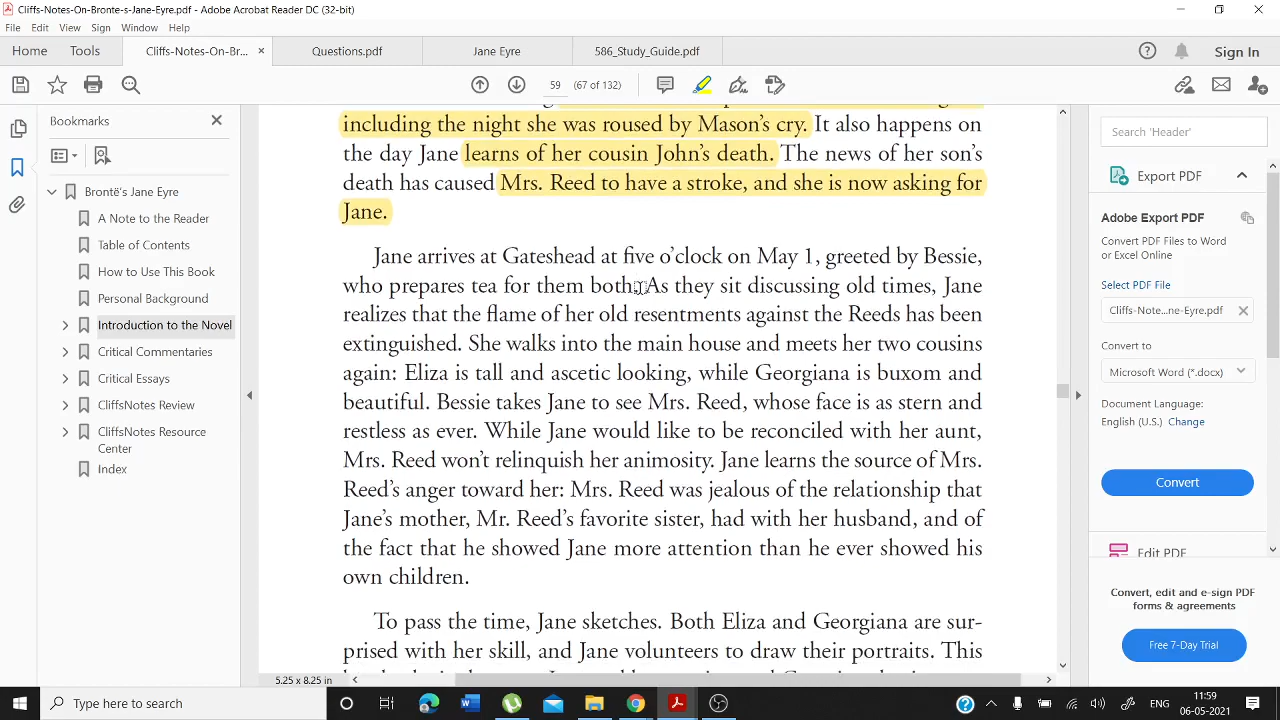 Cliffs-Notes-On-Bronte-s-Jane-Eyre.pdf - Adobe Acrobat Reader DC (32-bit)
File Edit View Sign Window Help
Home Tools Cliffs-Notes-On-Br... × Questions.pdf Jane Eyre 586_Study_Guide.pdf Sign In
59 (67 of 132)
Bookmarks
Brontë's Jane Eyre
A Note to the Reader
Table of Contents
How to Use This Book
Personal Background
Introduction to the Novel
Critical Commentaries
Critical Essays
CliffsNotes Review
CliffsNotes Resource
Center
Index
including the night she was roused by Mason's cry. It also happens on
the day Jane learns of her cousin John's death. The news of her son's
death has caused Mrs. Reed to have a stroke, and she is now asking for
Jane.
Jane arrives at Gateshead at five o'clock on May 1, greeted by Bessie,
who prepares tea for them both. As they sit discussing old times, Jane
realizes that the flame of her old resentments against the Reeds has been
extinguished. She walks into the main house and meets her two cousins
again: Eliza is tall and ascetic looking, while Georgiana is buxom and
beautiful. Bessie takes Jane to see Mrs. Reed, whose face is as stern and
restless as ever. While Jane would like to be reconciled with her aunt,
Mrs. Reed won't relinquish her animosity. Jane learns the source of Mrs.
Reed's anger toward her: Mrs. Reed was jealous of the relationship that
Jane's mother, Mr. Reed's favorite sister, had with her husband, and of
the fact that he showed Jane more attention than he ever showed his
own children.
To pass the time, Jane sketches. Both Eliza and Georgiana are sur-
prised with her skill, and Jane volunteers to draw their portraits. This
5.25 x 8.25 in
Search 'Header'
Export PDF
Adobe Export PDF
Convert PDF Files to Word
or Excel Online
Select PDF File
Cliffs-Note...ne-Eyre.pdf
Convert to
Microsoft Word (*.docx)
Document Language:
English (U.S.) Change
Convert
Edit PDF
Convert, edit and e-sign PDF
forms & agreements
Free 7-Day Trial
Type here to search
ENG
11:59
06-05-2021